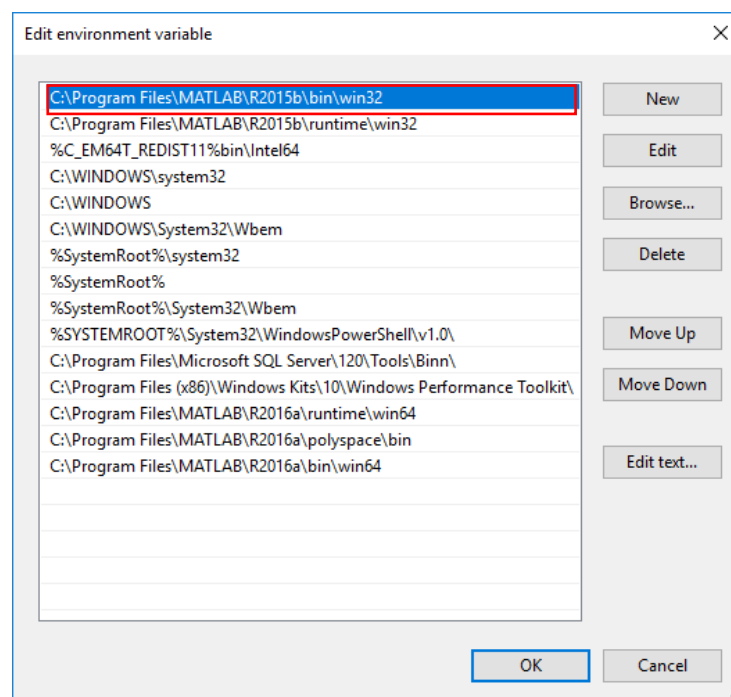 Edit environment variable
C:\Program Files\MATLAB\R2015b\bin\win32
C:\Program Files\MATLAB\R2015b\runtime\win32
%C_EM64T_REDIST11%bin\Intel64
C:\WINDOWS\system32
C:\WINDOWS
C:\WINDOWS\System32\Wbem
%SystemRoot%\system32
%SystemRoot%
%SystemRoot%\System32\Wbem
%SYSTEMROOT%\System32\WindowsPowerShell\v1.0\
C:\Program Files\Microsoft SQL Server\120\Tools\Binn\
C:\Program Files (x86)\Windows Kits\10\Windows Performance Toolkit\
C:\Program Files\MATLAB\R2016a\runtime\win64
C:\Program Files\MATLAB\R2016a\polyspace\bin
C:\Program Files\MATLAB\R2016a\bin\win64
New
Edit
Browse...
Delete
Move Up
Move Down
Edit text...
OK
Cancel